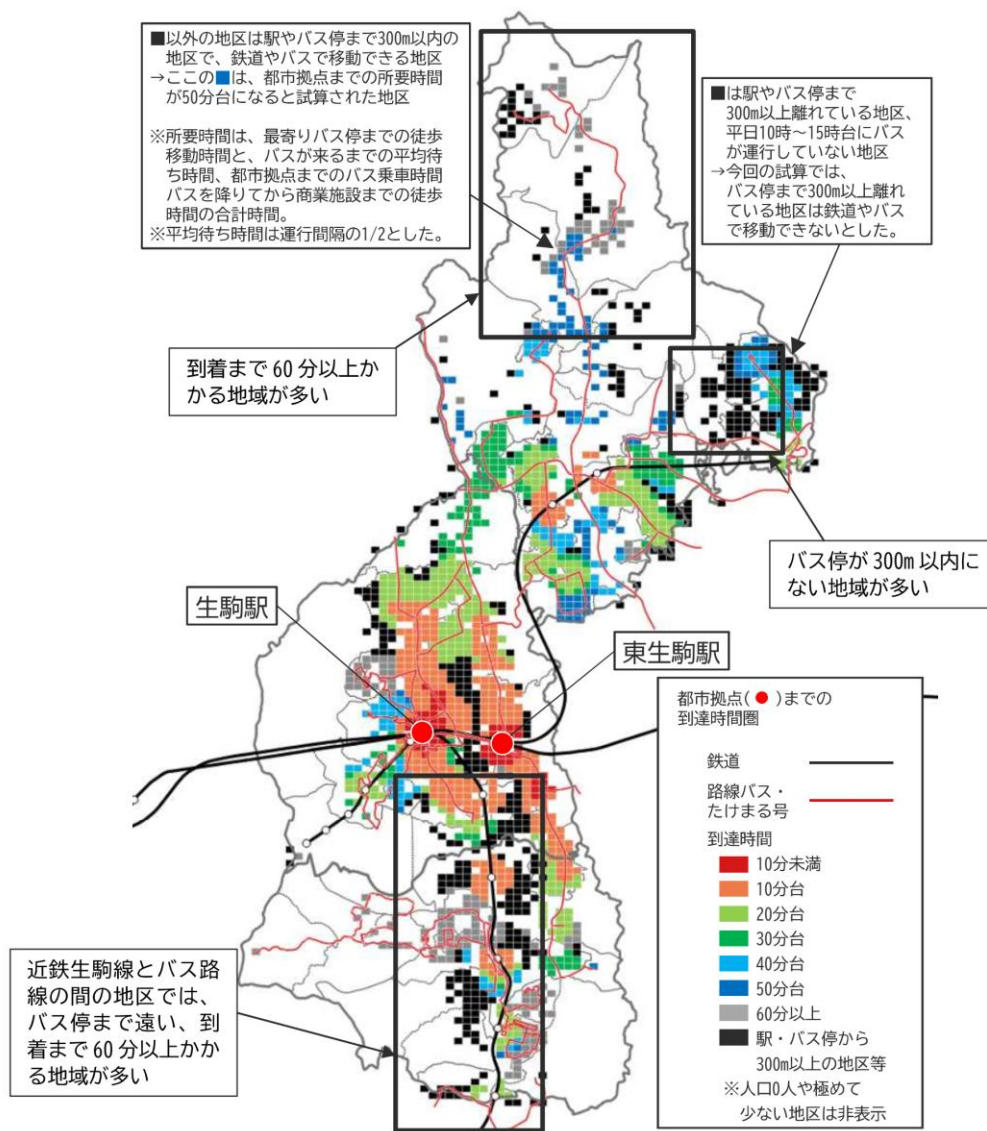 ■以外の地区は駅やバス停まで300m以内の
地区で、鉄道やバスで移動できる地区
→ここの■は、都市拠点までの所要時間
が50分台になると試算された地区
※所要時間は、最寄りバス停までの徒歩
移動時間と、バスが来るまでの平均待
ち時間、都市拠点までのバス乗車時間
バスを降りてから商業施設までの徒歩
時間の合計時間。
※平均待ち時間は運行間隔の1/2とした。
■は駅やバス停まで
300m以上離れている地区、
平日10時～15時台にバス
が運行していない地区
→今回の試算では、
バス停まで300m以上離れ
ている地区は鉄道やバス
で移動できないとした。
到着まで60分以上か
かる地域が多い
バス停が300m以内に
ない地域が多い
生駒駅
東生駒駅
近鉄生駒線とバス路
線の間の地区では、
バス停まで遠い、到
着まで60分以上かか
る地域が多い
都市拠点(●)までの
到達時間圏
鉄道
路線バス・
たけまる号
到達時間
10分未満
10分台
20分台
30分台
40分台
50分台
60分以上
駅・バス停から
300m以上の地区等
※人口0人や極めて
少ない地区は非表示